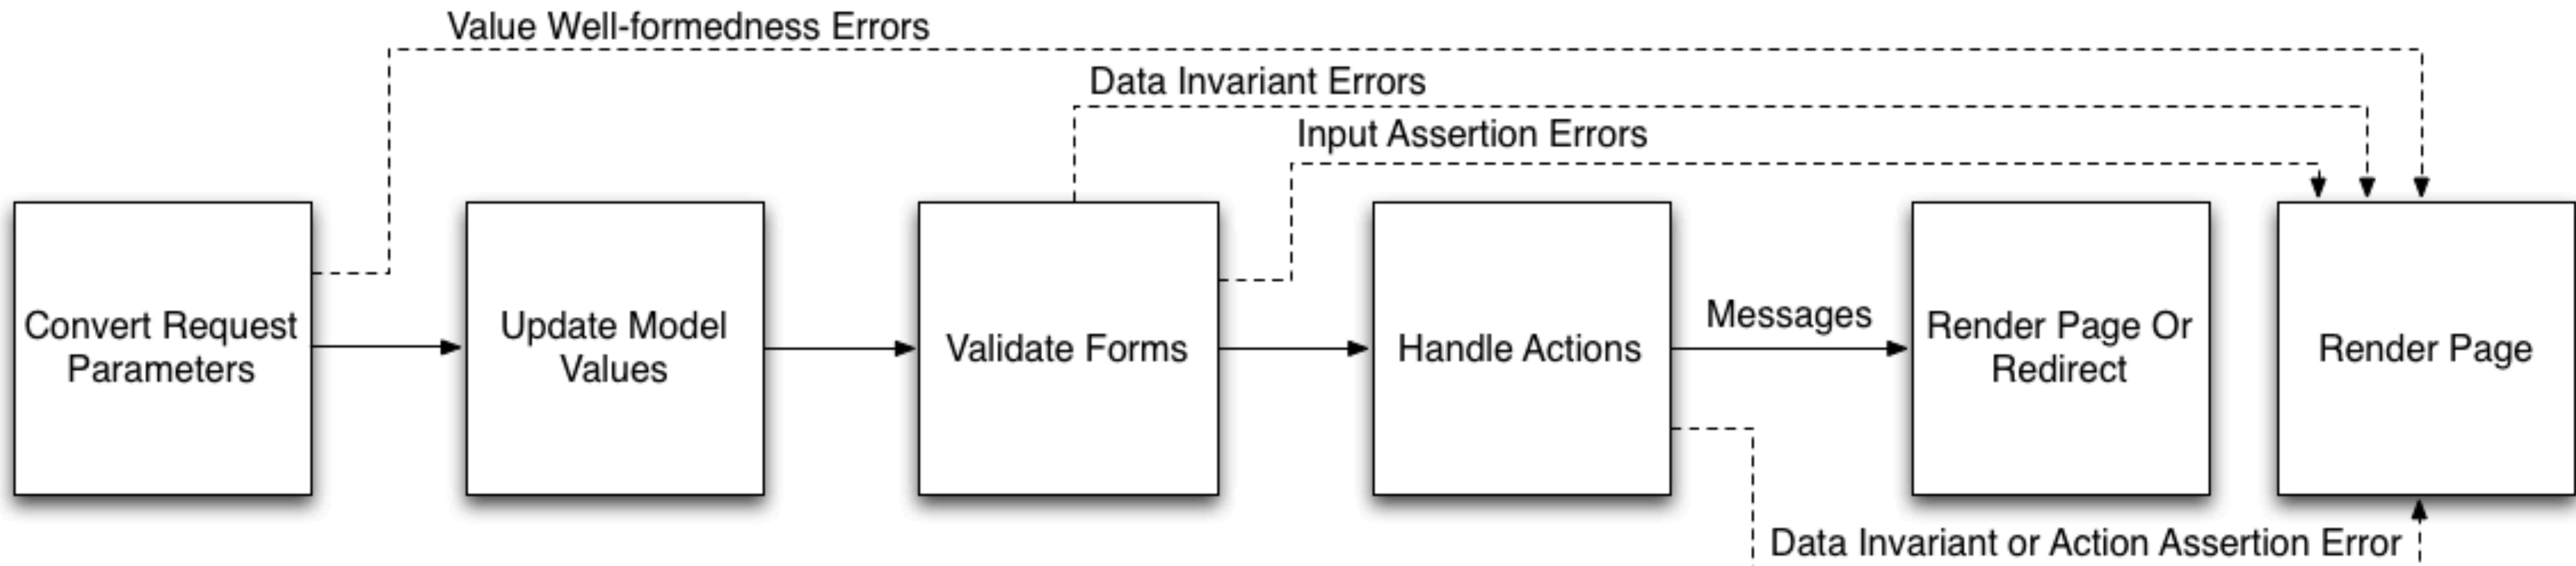 Value Well-formedness Errors
Data Invariant Errors
Input Assertion Errors
Convert Request
Parameters
Update Model
Values
Validate Forms
Handle Actions
Messages
Render Page Or
Redirect
Render Page
Data Invariant or Action Assertion Error